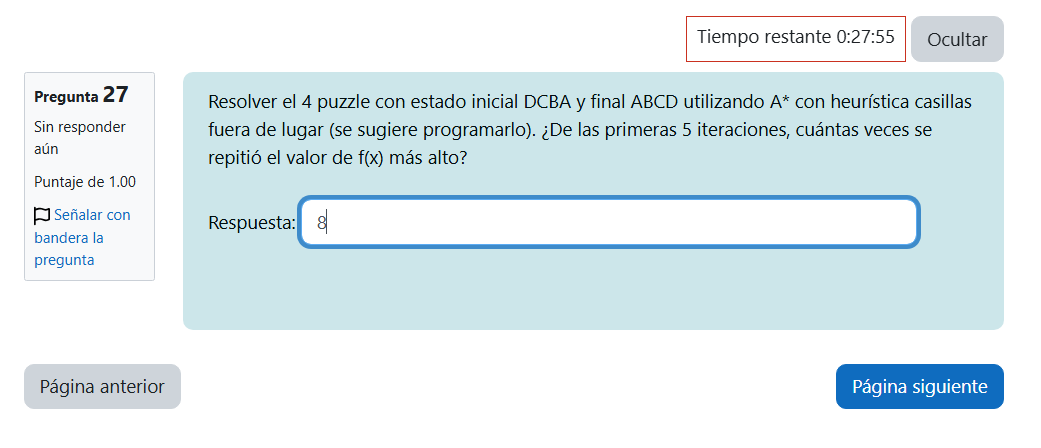 Tiempo restante 0:27:55
Ocultar
Pregunta 27
Sin responder
aún
Puntaje de 1.00
Señalar con
bandera la
pregunta
Resolver el 4 puzzle con estado inicial DCBA y final ABCD utilizando A* con heurística casillas
fuera de lugar (se sugiere programarlo). ¿De las primeras 5 iteraciones, cuántas veces se
repitió el valor de f(x) más alto?
Respuesta: 8
Página anterior
Página siguiente